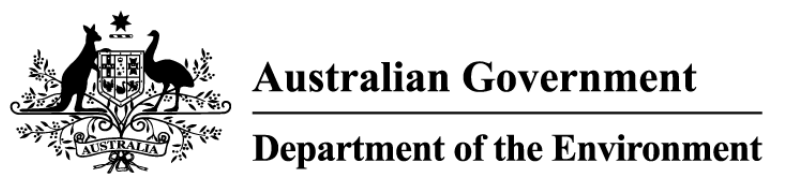 Australian Government
Department of the Environment
AUSTRALIA